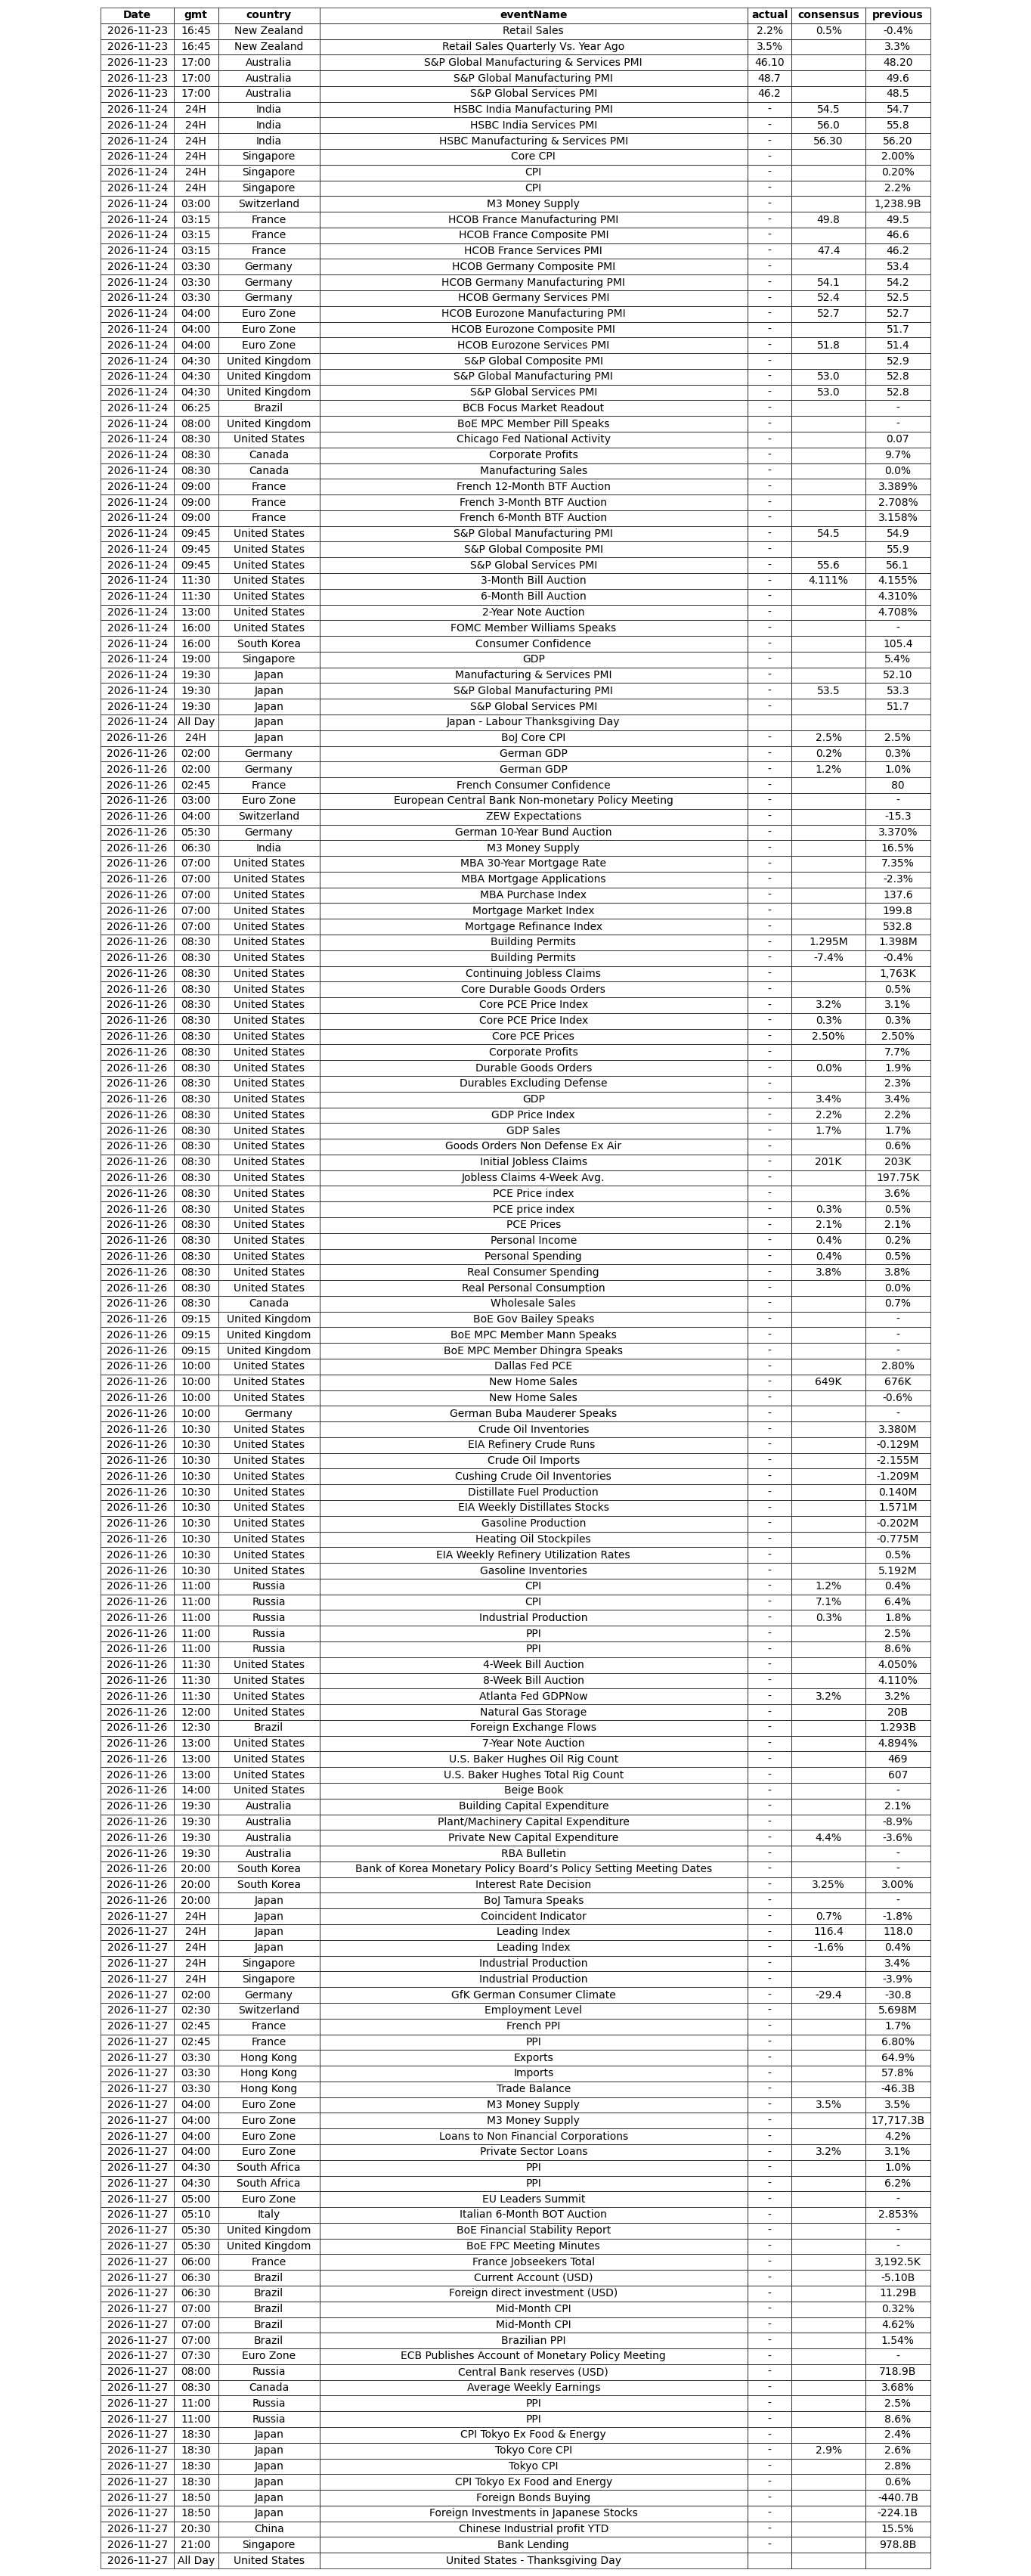 Date gmt country eventName actual consensus previous
2026-11-23 16:45 New Zealand Retail Sales 2.2% 0.5% -0.4%
2026-11-23 16:45 New Zealand Retail Sales Quarterly Vs. Year Ago 3.5% 3.3%
2026-11-23 17:00 Australia S&P Global Manufacturing & Services PMI 46.10 48.20
2026-11-23 17:00 Australia S&P Global Manufacturing PMI 48.7 49.6
2026-11-23 17:00 Australia S&P Global Services PMI 46.2 48.5
2026-11-24 24H India HSBC India Manufacturing PMI - 54.5 54.7
2026-11-24 24H India HSBC India Services PMI - 56.0 55.8
2026-11-24 24H India HSBC Manufacturing & Services PMI - 56.30 56.20
2026-11-24 24H Singapore Core CPI - 2.00%
2026-11-24 24H Singapore CPI - 0.20%
2026-11-24 24H Singapore CPI - 2.2%
2026-11-24 03:00 Switzerland M3 Money Supply - 1,238.9B
2026-11-24 03:15 France HCOB France Manufacturing PMI - 49.8 49.5
2026-11-24 03:15 France HCOB France Composite PMI - 46.6
2026-11-24 03:15 France HCOB France Services PMI - 47.4 46.2
2026-11-24 03:30 Germany HCOB Germany Composite PMI - 53.4
2026-11-24 03:30 Germany HCOB Germany Manufacturing PMI - 54.1 54.2
2026-11-24 03:30 Germany HCOB Germany Services PMI - 52.4 52.5
2026-11-24 04:00 Euro Zone HCOB Eurozone Manufacturing PMI - 52.7 52.7
2026-11-24 04:00 Euro Zone HCOB Eurozone Composite PMI - 51.7
2026-11-24 04:00 Euro Zone HCOB Eurozone Services PMI - 51.8 51.4
2026-11-24 04:30 United Kingdom S&P Global Composite PMI - 52.9
2026-11-24 04:30 United Kingdom S&P Global Manufacturing PMI - 53.0 52.8
2026-11-24 04:30 United Kingdom S&P Global Services PMI - 53.0 52.8
2026-11-24 06:25 Brazil BCB Focus Market Readout - -
2026-11-24 08:00 United Kingdom BoE MPC Member Pill Speaks - -
2026-11-24 08:30 United States Chicago Fed National Activity - 0.07
2026-11-24 08:30 Canada Corporate Profits - 9.7%
2026-11-24 08:30 Canada Manufacturing Sales - 0.0%
2026-11-24 09:00 France French 12-Month BTF Auction - 3.389%
2026-11-24 09:00 France French 3-Month BTF Auction - 2.708%
2026-11-24 09:00 France French 6-Month BTF Auction - 3.158%
2026-11-24 09:45 United States S&P Global Manufacturing PMI - 54.5 54.9
2026-11-24 09:45 United States S&P Global Composite PMI - 55.9
2026-11-24 09:45 United States S&P Global Services PMI - 55.6 56.1
2026-11-24 11:30 United States 3-Month Bill Auction - 4.111% 4.155%
2026-11-24 11:30 United States 6-Month Bill Auction - 4.310%
2026-11-24 13:00 United States 2-Year Note Auction - 4.708%
2026-11-24 16:00 United States FOMC Member Williams Speaks - -
2026-11-24 16:00 South Korea Consumer Confidence - 105.4
2026-11-24 19:00 Singapore GDP - 5.4%
2026-11-24 19:30 Japan Manufacturing & Services PMI - 52.10
2026-11-24 19:30 Japan S&P Global Manufacturing PMI - 53.5 53.3
2026-11-24 19:30 Japan S&P Global Services PMI - 51.7
2026-11-24 All Day Japan Japan - Labour Thanksgiving Day
2026-11-26 24H Japan BoJ Core CPI - 2.5% 2.5%
2026-11-26 02:00 Germany German GDP - 0.2% 0.3%
2026-11-26 02:00 Germany German GDP - 1.2% 1.0%
2026-11-26 02:45 France French Consumer Confidence - 80
2026-11-26 03:00 Euro Zone European Central Bank Non-monetary Policy Meeting - -
2026-11-26 04:00 Switzerland ZEW Expectations - -15.3
2026-11-26 05:30 Germany German 10-Year Bund Auction - 3.370%
2026-11-26 06:30 India M3 Money Supply - 16.5%
2026-11-26 07:00 United States MBA 30-Year Mortgage Rate - 7.35%
2026-11-26 07:00 United States MBA Mortgage Applications - -2.3%
2026-11-26 07:00 United States MBA Purchase Index - 137.6
2026-11-26 07:00 United States Mortgage Market Index - 199.8
2026-11-26 07:00 United States Mortgage Refinance Index - 532.8
2026-11-26 08:30 United States Building Permits - 1.295M 1.398M
2026-11-26 08:30 United States Building Permits - -7.4% -0.4%
2026-11-26 08:30 United States Continuing Jobless Claims - 1,763K
2026-11-26 08:30 United States Core Durable Goods Orders - 0.5%
2026-11-26 08:30 United States Core PCE Price Index - 3.2% 3.1%
2026-11-26 08:30 United States Core PCE Price Index - 0.3% 0.3%
2026-11-26 08:30 United States Core PCE Prices - 2.50% 2.50%
2026-11-26 08:30 United States Corporate Profits - 7.7%
2026-11-26 08:30 United States Durable Goods Orders - 0.0% 1.9%
2026-11-26 08:30 United States Durables Excluding Defense - 2.3%
2026-11-26 08:30 United States GDP - 3.4% 3.4%
2026-11-26 08:30 United States GDP Price Index - 2.2% 2.2%
2026-11-26 08:30 United States GDP Sales - 1.7% 1.7%
2026-11-26 08:30 United States Goods Orders Non Defense Ex Air - 0.6%
2026-11-26 08:30 United States Initial Jobless Claims - 201K 203K
2026-11-26 08:30 United States Jobless Claims 4-Week Avg. - 197.75K
2026-11-26 08:30 United States PCE Price index - 3.6%
2026-11-26 08:30 United States PCE price index - 0.3% 0.5%
2026-11-26 08:30 United States PCE Prices - 2.1% 2.1%
2026-11-26 08:30 United States Personal Income - 0.4% 0.2%
2026-11-26 08:30 United States Personal Spending - 0.4% 0.5%
2026-11-26 08:30 United States Real Consumer Spending - 3.8% 3.8%
2026-11-26 08:30 United States Real Personal Consumption - 0.0%
2026-11-26 08:30 Canada Wholesale Sales - 0.7%
2026-11-26 09:15 United Kingdom BoE Gov Bailey Speaks - -
2026-11-26 09:15 United Kingdom BoE MPC Member Mann Speaks - -
2026-11-26 09:15 United Kingdom BoE MPC Member Dhingra Speaks - -
2026-11-26 10:00 United States Dallas Fed PCE - 2.80%
2026-11-26 10:00 United States New Home Sales - 649K 676K
2026-11-26 10:00 United States New Home Sales - -0.6%
2026-11-26 10:00 Germany German Buba Mauderer Speaks - -
2026-11-26 10:30 United States Crude Oil Inventories - 3.380M
2026-11-26 10:30 United States EIA Refinery Crude Runs - -0.129M
2026-11-26 10:30 United States Crude Oil Imports - -2.155M
2026-11-26 10:30 United States Cushing Crude Oil Inventories - -1.209M
2026-11-26 10:30 United States Distillate Fuel Production - 0.140M
2026-11-26 10:30 United States EIA Weekly Distillates Stocks - 1.571M
2026-11-26 10:30 United States Gasoline Production - -0.202M
2026-11-26 10:30 United States Heating Oil Stockpiles - -0.775M
2026-11-26 10:30 United States EIA Weekly Refinery Utilization Rates - 0.5%
2026-11-26 10:30 United States Gasoline Inventories - 5.192M
2026-11-26 11:00 Russia CPI - 1.2% 0.4%
2026-11-26 11:00 Russia CPI - 7.1% 6.4%
2026-11-26 11:00 Russia Industrial Production - 0.3% 1.8%
2026-11-26 11:00 Russia PPI - 2.5%
2026-11-26 11:00 Russia PPI - 8.6%
2026-11-26 11:30 United States 4-Week Bill Auction - 4.050%
2026-11-26 11:30 United States 8-Week Bill Auction - 4.110%
2026-11-26 11:30 United States Atlanta Fed GDPNow - 3.2% 3.2%
2026-11-26 12:00 United States Natural Gas Storage - 20B
2026-11-26 12:30 Brazil Foreign Exchange Flows - 1.293B
2026-11-26 13:00 United States 7-Year Note Auction - 4.894%
2026-11-26 13:00 United States U.S. Baker Hughes Oil Rig Count - 469
2026-11-26 13:00 United States U.S. Baker Hughes Total Rig Count - 607
2026-11-26 14:00 United States Beige Book - -
2026-11-26 19:30 Australia Building Capital Expenditure - 2.1%
2026-11-26 19:30 Australia Plant/Machinery Capital Expenditure - -8.9%
2026-11-26 19:30 Australia Private New Capital Expenditure - 4.4% -3.6%
2026-11-26 19:30 Australia RBA Bulletin - -
2026-11-26 20:00 South Korea Bank of Korea Monetary Policy Board’s Policy Setting Meeting Dates - -
2026-11-26 20:00 South Korea Interest Rate Decision - 3.25% 3.00%
2026-11-26 20:00 Japan BoJ Tamura Speaks - -
2026-11-27 24H Japan Coincident Indicator - 0.7% -1.8%
2026-11-27 24H Japan Leading Index - 116.4 118.0
2026-11-27 24H Japan Leading Index - -1.6% 0.4%
2026-11-27 24H Singapore Industrial Production - 3.4%
2026-11-27 24H Singapore Industrial Production - -3.9%
2026-11-27 02:00 Germany GfK German Consumer Climate - -29.4 -30.8
2026-11-27 02:30 Switzerland Employment Level - 5.698M
2026-11-27 02:45 France French PPI - 1.7%
2026-11-27 02:45 France PPI - 6.80%
2026-11-27 03:30 Hong Kong Exports - 64.9%
2026-11-27 03:30 Hong Kong Imports - 57.8%
2026-11-27 03:30 Hong Kong Trade Balance - -46.3B
2026-11-27 04:00 Euro Zone M3 Money Supply - 3.5% 3.5%
2026-11-27 04:00 Euro Zone M3 Money Supply - 17,717.3B
2026-11-27 04:00 Euro Zone Loans to Non Financial Corporations - 4.2%
2026-11-27 04:00 Euro Zone Private Sector Loans - 3.2% 3.1%
2026-11-27 04:30 South Africa PPI - 1.0%
2026-11-27 04:30 South Africa PPI - 6.2%
2026-11-27 05:00 Euro Zone EU Leaders Summit - -
2026-11-27 05:10 Italy Italian 6-Month BOT Auction - 2.853%
2026-11-27 05:30 United Kingdom BoE Financial Stability Report - -
2026-11-27 05:30 United Kingdom BoE FPC Meeting Minutes - -
2026-11-27 06:00 France France Jobseekers Total - 3,192.5K
2026-11-27 06:30 Brazil Current Account (USD) - -5.10B
2026-11-27 06:30 Brazil Foreign direct investment (USD) - 11.29B
2026-11-27 07:00 Brazil Mid-Month CPI - 0.32%
2026-11-27 07:00 Brazil Mid-Month CPI - 4.62%
2026-11-27 07:00 Brazil Brazilian PPI - 1.54%
2026-11-27 07:30 Euro Zone ECB Publishes Account of Monetary Policy Meeting - -
2026-11-27 08:00 Russia Central Bank reserves (USD) - 718.9B
2026-11-27 08:30 Canada Average Weekly Earnings - 3.68%
2026-11-27 11:00 Russia PPI - 2.5%
2026-11-27 11:00 Russia PPI - 8.6%
2026-11-27 18:30 Japan CPI Tokyo Ex Food & Energy - 2.4%
2026-11-27 18:30 Japan Tokyo Core CPI - 2.9% 2.6%
2026-11-27 18:30 Japan Tokyo CPI - 2.8%
2026-11-27 18:30 Japan CPI Tokyo Ex Food and Energy - 0.6%
2026-11-27 18:50 Japan Foreign Bonds Buying - -440.7B
2026-11-27 18:50 Japan Foreign Investments in Japanese Stocks - -224.1B
2026-11-27 20:30 China Chinese Industrial profit YTD - 15.5%
2026-11-27 21:00 Singapore Bank Lending - 978.8B
2026-11-27 All Day United States United States - Thanksgiving Day